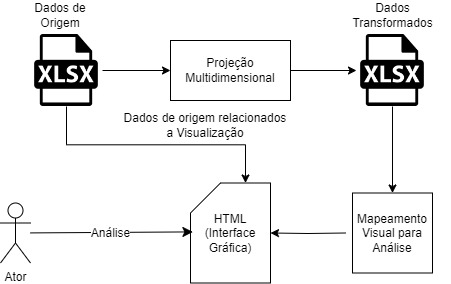 Dados de
Origem
XLSX
Projeção
Multidimensional
Dados
Transformados
XLSX
Dados de origem relacionados
a Visualização
Ator
Análise
HTML
(Interface
Gráfica)
Mapeamento
Visual para
Análise